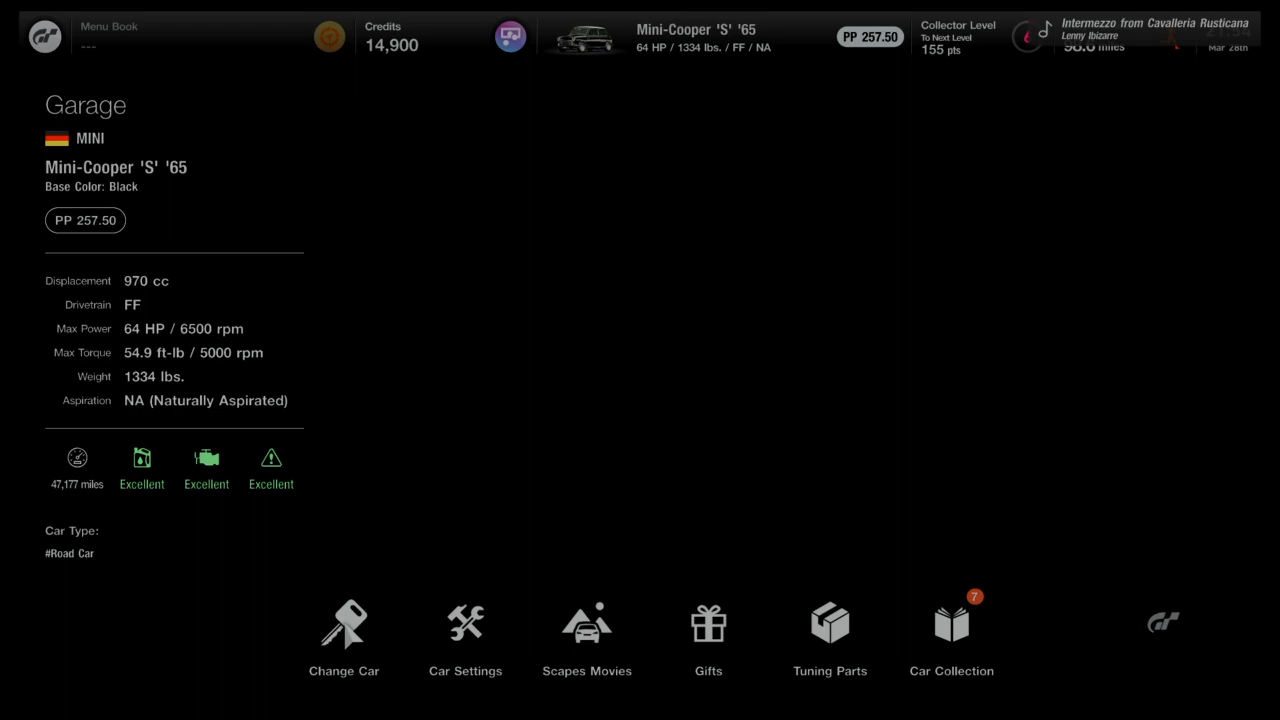 Menu Book
---
Credits
14,900
Mini-Cooper 'S' '65
64 HP / 1334 lbs. / FF / NA
PP 257.50
Collector Level
To Next Level
155 pts
Intermezzo from Cavalleria Rusticana
Lenny Ibizarre
miles
Mar 28th
Garage
MINI
Mini-Cooper 'S' '65
Base Color: Black
PP 257.50
Displacement 970 cc
Drivetrain FF
Max Power 64 HP / 6500 rpm
Max Torque 54.9 ft-lb / 5000 rpm
Weight 1334 lbs.
Aspiration NA (Naturally Aspirated)
47,177 miles
Excellent
Excellent
Excellent
Car Type:
#Road Car
7
Change Car
Car Settings
Scapes Movies
Gifts
Tuning Parts
Car Collection